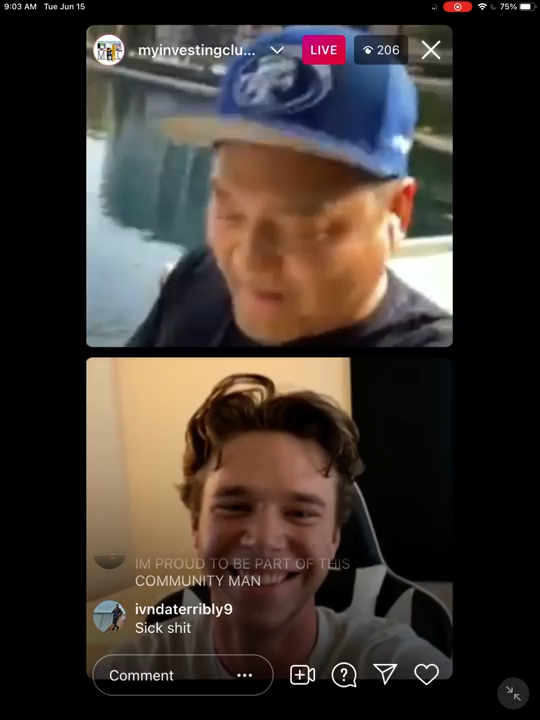 9:03 AM Tue Jun 15
75%
myinvestingclu...
LIVE
206
IM PROUD TO BE PART OF THIS
COMMUNITY MAN
ivndaterribly9
Sick shit
Comment